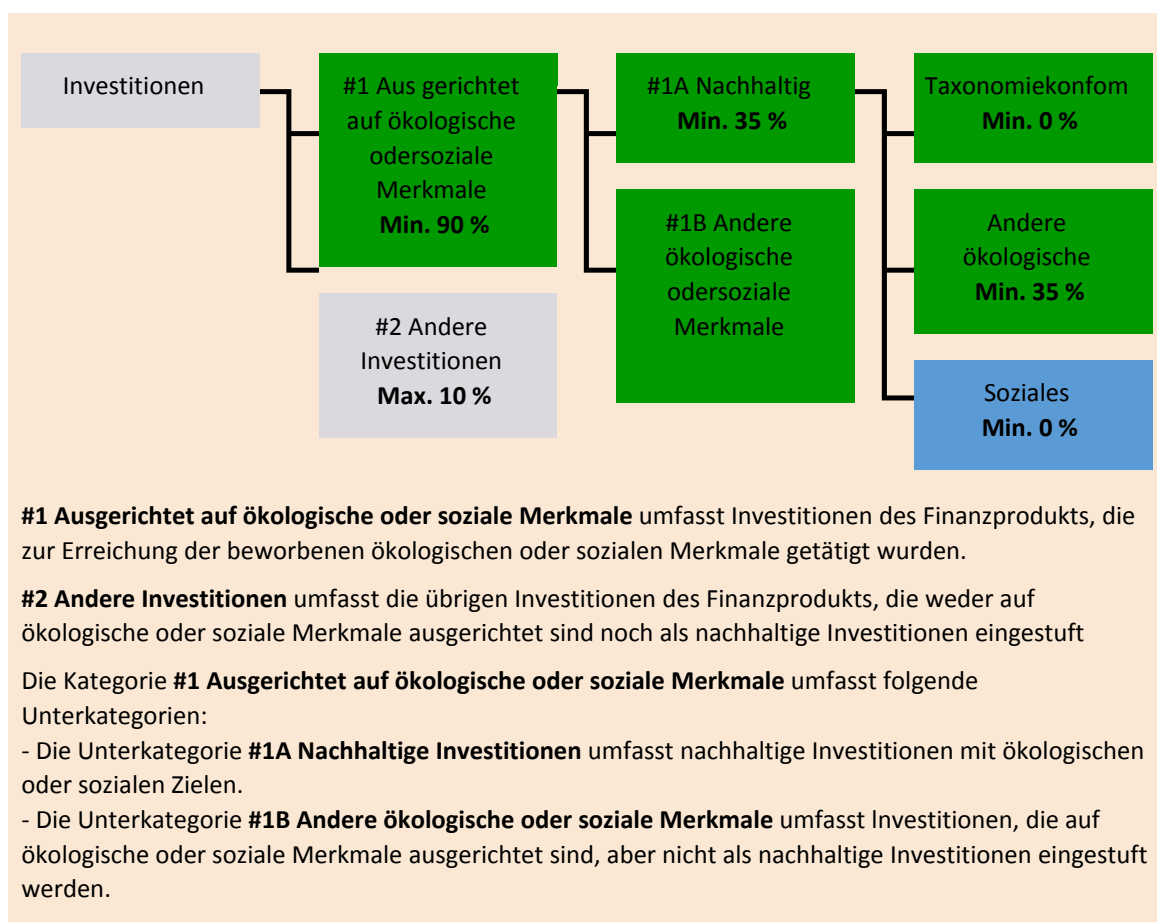 Investitionen
#1 Aus gerichtet
auf ökologische
odersoziale
Merkmale
Min. 90 %
#2 Andere
Investitionen
Max. 10 %
#1A Nachhaltig
Min. 35 %
#1B Andere
ökologische
odersoziale
Merkmale
Taxonomiekonfom
Min. 0 %
Andere
ökologische
Min. 35 %
Soziales
Min. 0 %
#1 Ausgerichtet auf ökologische oder soziale Merkmale umfasst Investitionen des Finanzprodukts, die
zur Erreichung der beworbenen ökologischen oder sozialen Merkmale getätigt wurden.
#2 Andere Investitionen umfasst die übrigen Investitionen des Finanzprodukts, die weder auf
ökologische oder soziale Merkmale ausgerichtet sind noch als nachhaltige Investitionen eingestuft
Die Kategorie #1 Ausgerichtet auf ökologische oder soziale Merkmale umfasst folgende
Unterkategorien:
- Die Unterkategorie #1A Nachhaltige Investitionen umfasst nachhaltige Investitionen mit ökologischen
oder sozialen Zielen.
- Die Unterkategorie #1B Andere ökologische oder soziale Merkmale umfasst lnvestitionen, die auf
ökologische oder soziale Merkmale ausgerichtet sind, aber nicht als nachhaltige Investitionen eingestuft
werden.